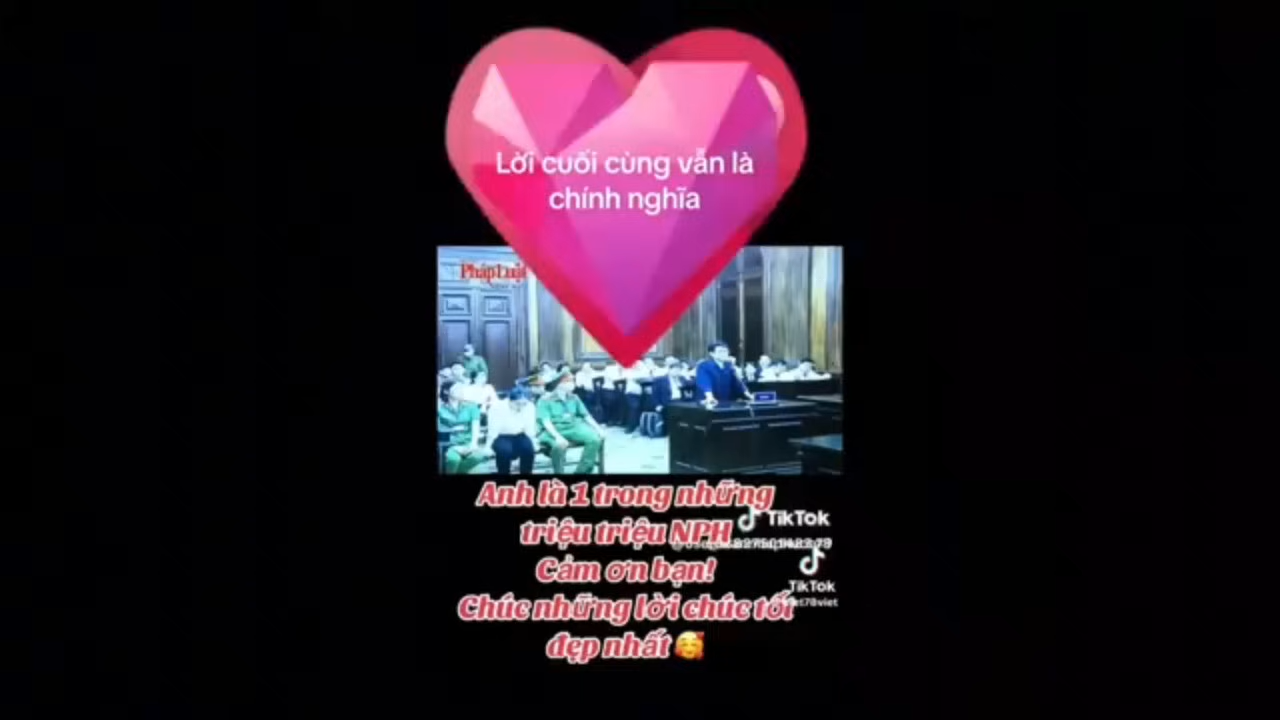 Lời cuối cùng vẫn là
chính nghĩa
Pháp Luật
Anh là 1 trong những
triệu triệu NPH
TikTok
Cảm ơn bạn!
TikTok
Chúc những lời chúc tốt
đẹp nhất 🥰